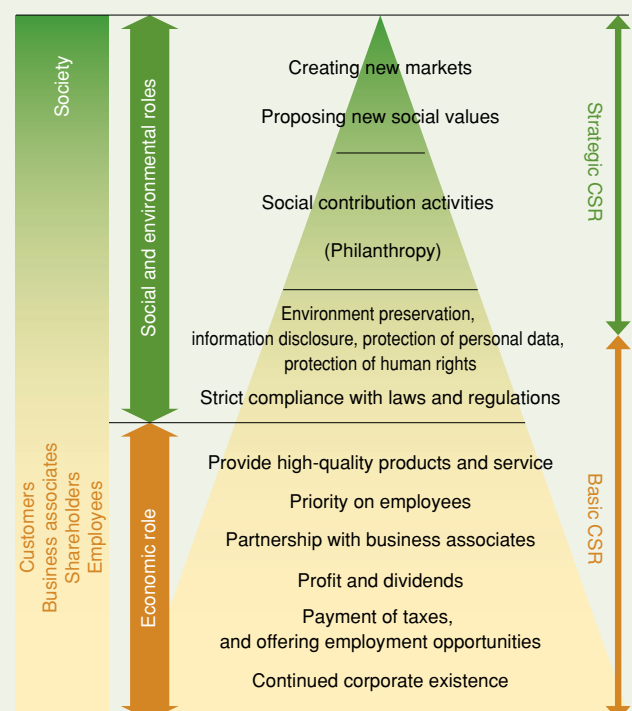 Society
Customers
Business associates
Shareholders
Employees
Social and environmental roles
Economic role
Creating new markets
Proposing new social values
Social contribution activities
(Philanthropy)
Environment preservation,
information disclosure, protection of personal data,
protection of human rights
Strict compliance with laws and regulations
Provide high-quality products and service
Priority on employees
Partnership with business associates
Profit and dividends
Payment of taxes,
and offering employment opportunities
Continued corporate existence
Strategic CSR
Basic CSR